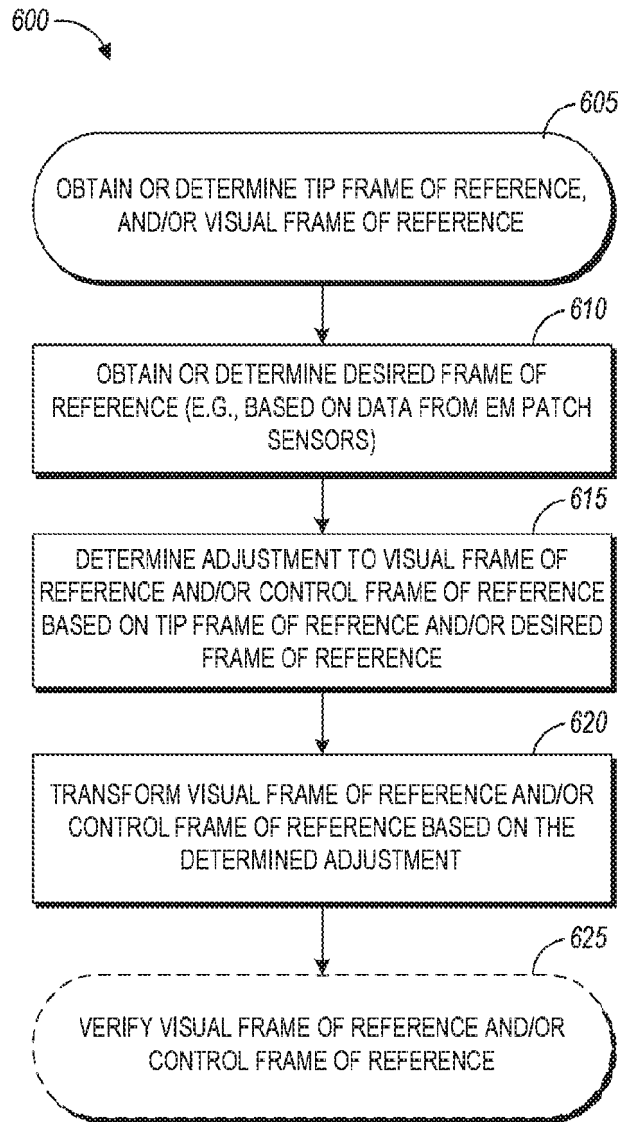 600
605
OBTAIN OR DETERMINE TIP FRAME OF REFERENCE,
AND/OR VISUAL FRAME OF REFERENCE
610
OBTAIN OR DETERMINE DESIRED FRAME OF
REFERENCE (E.G., BASED ON DATA FROM EM PATCH
SENSORS)
615
DETERMINE ADJUSTMENT TO VISUAL FRAME OF
REFERENCE AND/OR CONTROL FRAME OF REFERENCE
BASED ON TIP FRAME OF REFRENCE AND/OR DESIRED
FRAME OF REFERENCE
620
TRANSFORM VISUAL FRAME OF REFERENCE AND/OR
CONTROL FRAME OF REFERENCE BASED ON THE
DETERMINED ADJUSTMENT
625
VERIFY VISUAL FRAME OF REFERENCE AND/OR
CONTROL FRAME OF REFERENCE